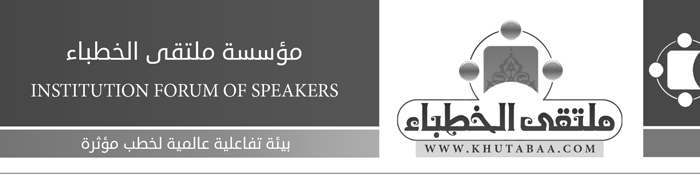 مؤسسة ملتقى الخطباء
INSTITUTION FORUM OF SPEAKERS
بيئة تفاعلية عالمية لخطب مؤثرة
ملتقى الخطباء
WWW.KHUTABAA.COM